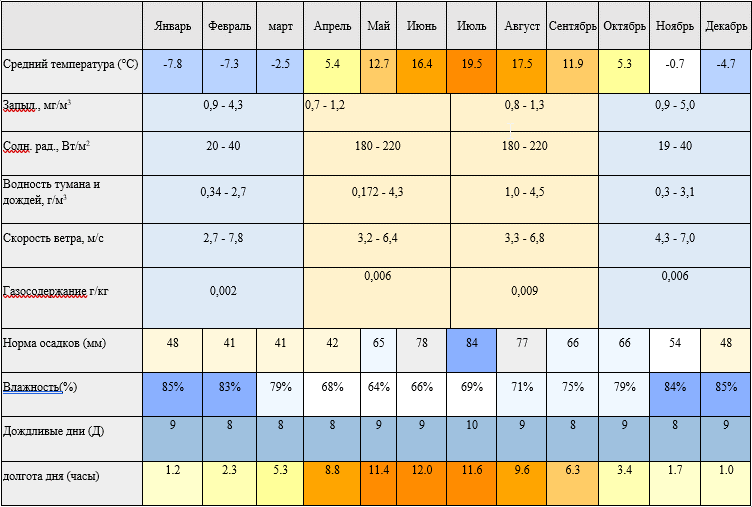 Январь Февраль март Апрель Май Июнь Июль Август Сентябрь Октябрь Ноябрь Декабрь
Средний температура (°C) -7.8 -7.3 -2.5 5.4 12.7 16.4 19.5 17.5 11.9 5.3 -0.7 -4.7
Запыл., мг/м³ 0,9 - 4,3 0,7 - 1,2 0,8 - 1,3 0,9 - 5,0
Солн. рад., Вт/м² 20 - 40 180 - 220 180 - 220 19 - 40
Водность тумана и
дождей, г/м³ 0,34 - 2,7 0,172 - 4,3 1,0 - 4,5 0,3 - 3,1
Скорость ветра, м/с 2,7 - 7,8 3,2 - 6,4 3,3 - 6,8 4,3 - 7,0
Газосодержание г/кг 0,002 0,006 0,009 0,006
Норма осадков (мм) 48 41 41 42 65 78 84 77 66 66 54 48
Влажность(%) 85% 83% 79% 68% 64% 66% 69% 71% 75% 79% 84% 85%
Дождливые дни (Д) 9 8 8 8 9 9 10 9 8 9 8 9
долгота дня (часы) 1.2 2.3 5.3 8.8 11.4 12.0 11.6 9.6 6.3 3.4 1.7 1.0